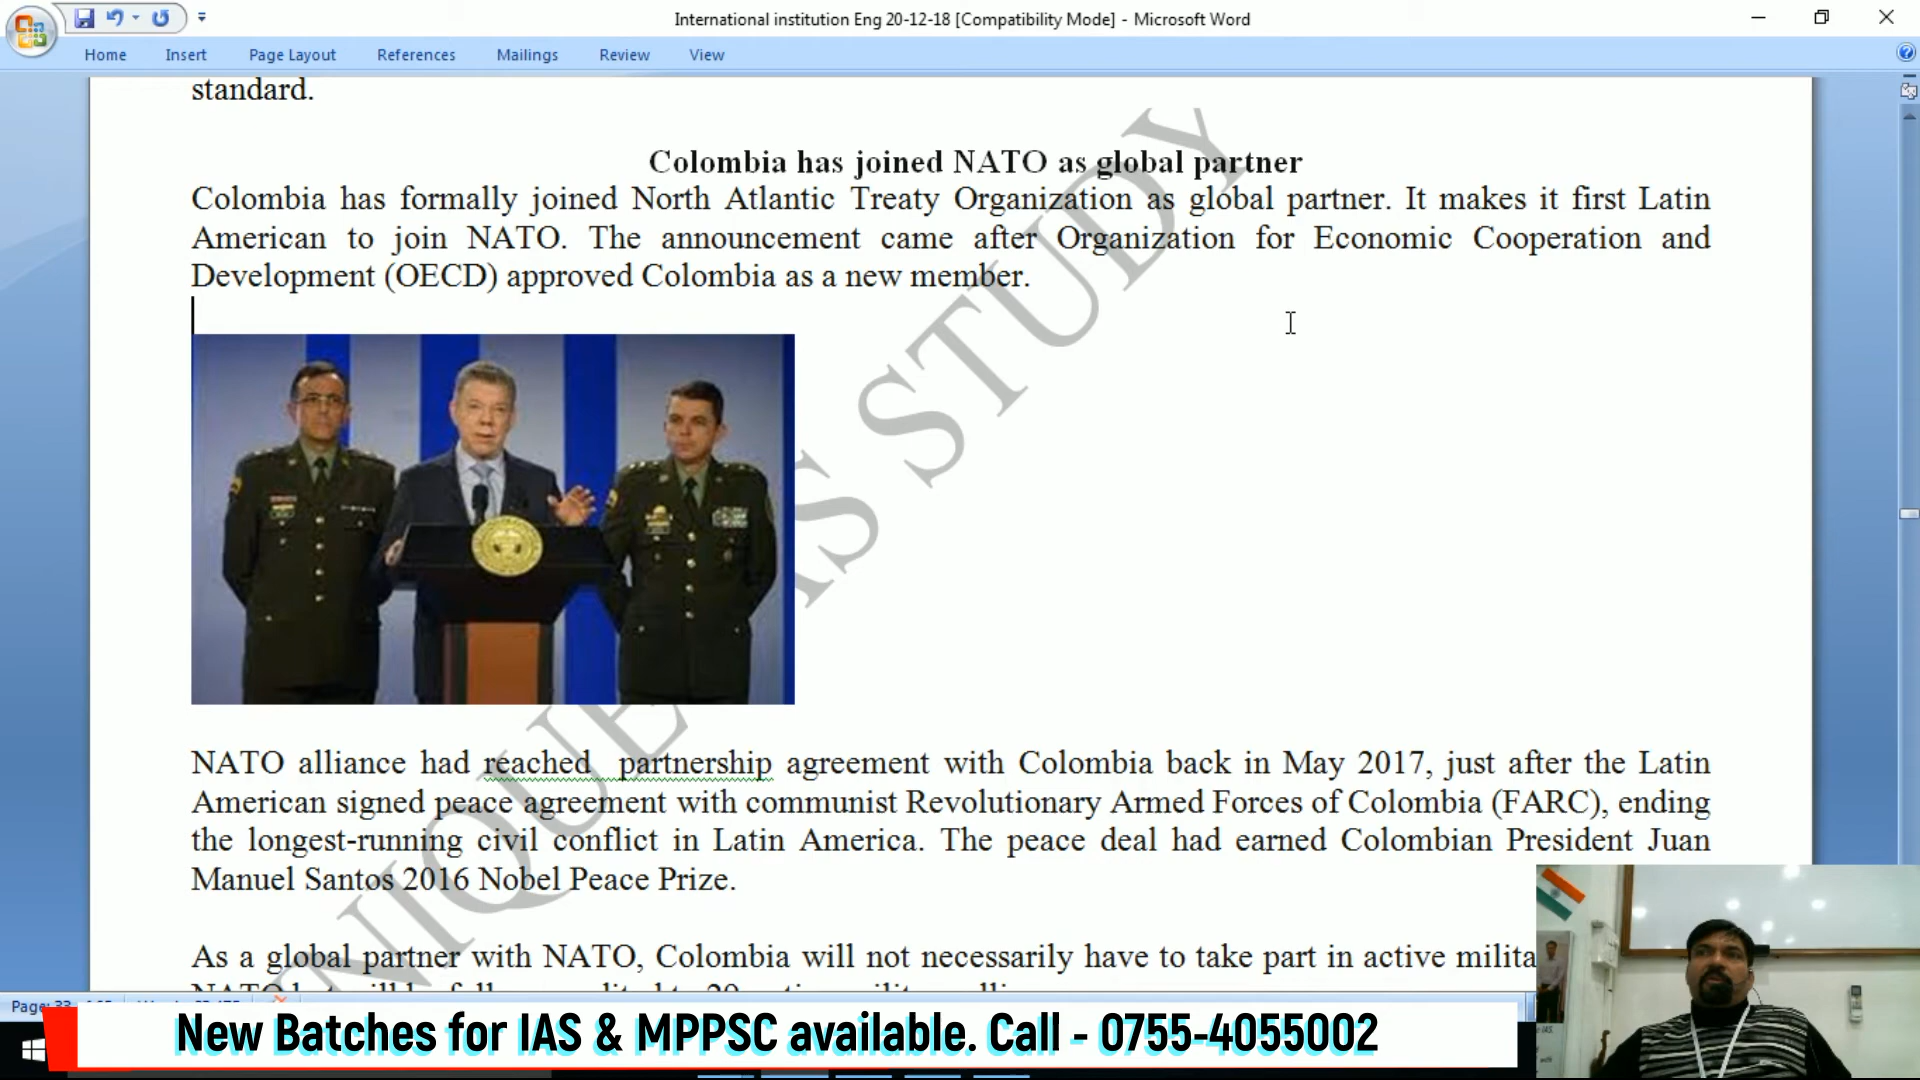 International institution Eng 20-12-18 [Compatibility Mode] - Microsoft Word
Home Insert Page Layout References Mailings Review View
standard.
Colombia has joined NATO as global partner
Colombia has formally joined North Atlantic Treaty Organization as global partner. It makes it first Latin
American to join NATO. The announcement came after Organization for Economic Cooperation and
Development (OECD) approved Colombia as a new member.
NIQUE IAS STUDY
NATO alliance had reached partnership agreement with Colombia back in May 2017, just after the Latin
American signed peace agreement with communist Revolutionary Armed Forces of Colombia (FARC), ending
the longest-running civil conflict in Latin America. The peace deal had earned Colombian President Juan
Manuel Santos 2016 Nobel Peace Prize.
As a global partner with NATO, Colombia will not necessarily have to take part in active milita
New Batches for IAS & MPPSC available. Call - 0755-4055002